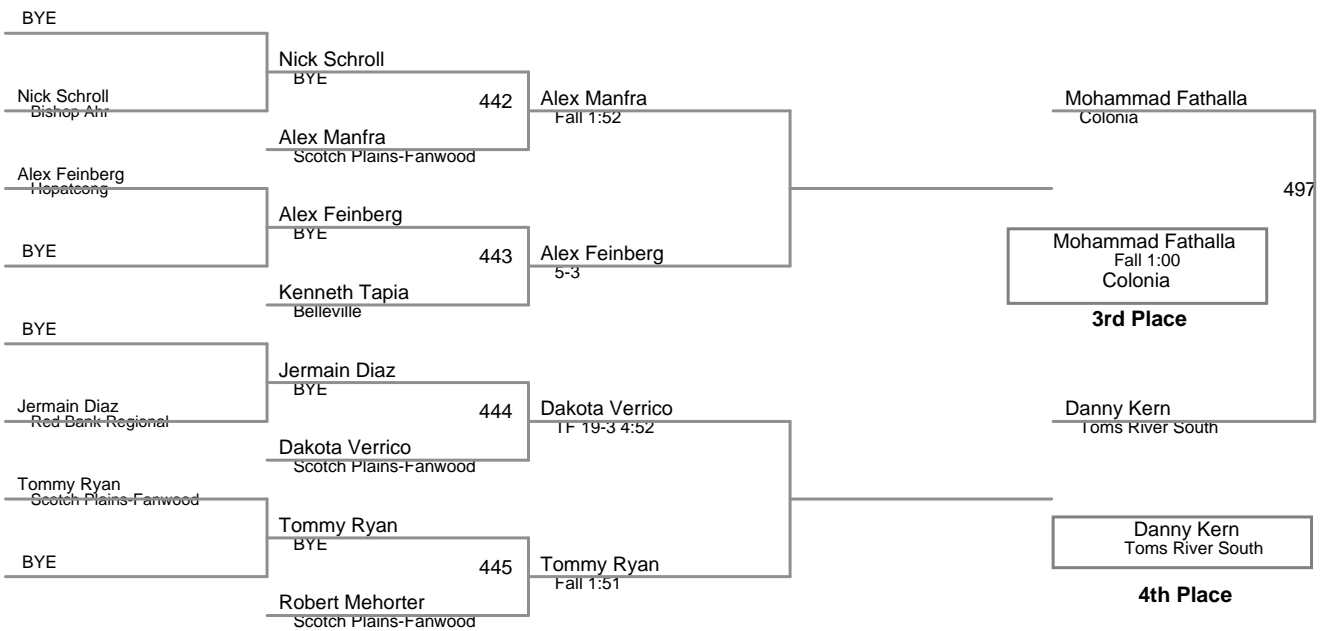 BYE
Nick Schroll
Bishop Ahr
Alex Feinberg
Hopatcong
BYE
BYE
Jermain Diaz
Red Bank Regional
Tommy Ryan
Scotch Plains-Fanwood
BYE
Nick Schroll
BYE
442
Alex Manfra
Scotch Plains-Fanwood
Alex Feinberg
BYE
443
Kenneth Tapia
Belleville
Jermain Diaz
BYE
444
Dakota Verrico
Scotch Plains-Fanwood
Tommy Ryan
BYE
445
Robert Mehorter
Scotch Plains-Fanwood
Alex Manfra
Fall 1:52
Alex Feinberg
5-3
Dakota Verrico
TF 19-3 4:52
Tommy Ryan
Fall 1:51
Mohammad Fathalla
Colonia
497
Mohammad Fathalla
Fall 1:00
Colonia
3rd Place
Danny Kern
Toms River South
Danny Kern
Toms River South
4th Place